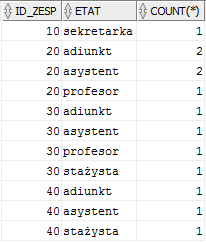 ID_ZESP ETAT COUNT(*)
10 sekretarka 1
20 adiunkt 2
20 asystent 2
20 profesor 1
30 adiunkt 1
30 asystent 1
30 profesor 1
30 stażysta 1
40 adiunkt 1
40 asystent 1
40 stażysta 1